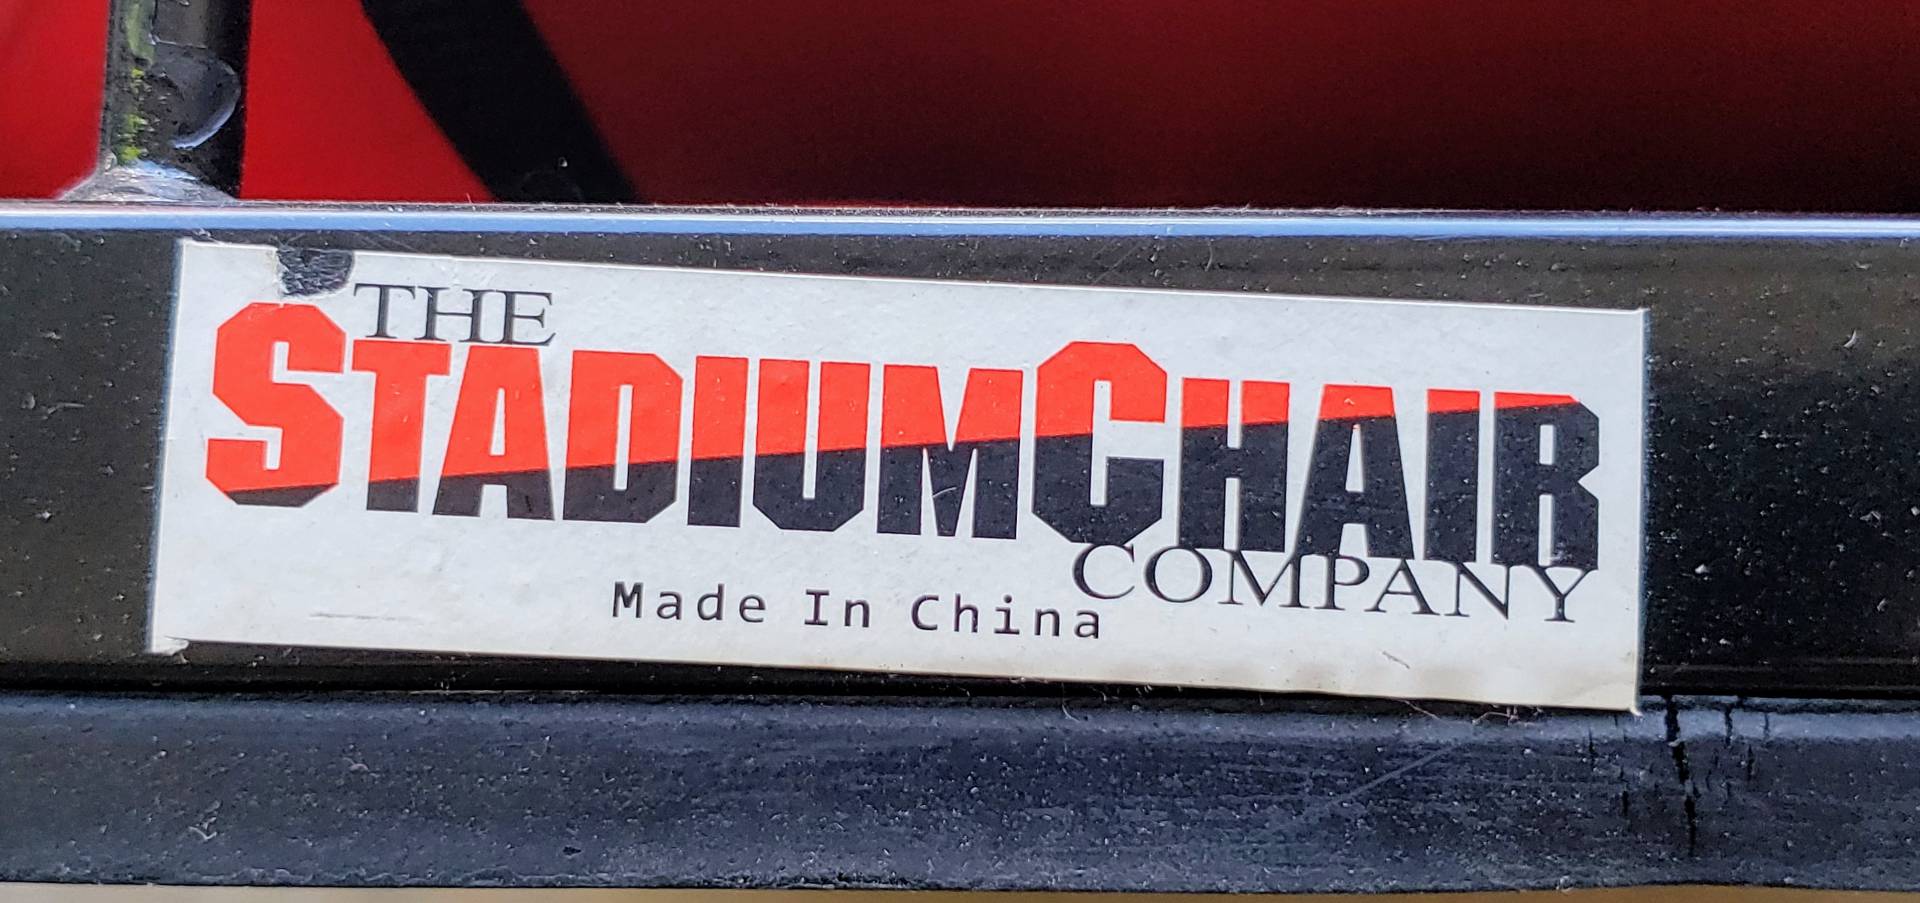 THE
STADIUMCHAIR
COMPANY
Made In China